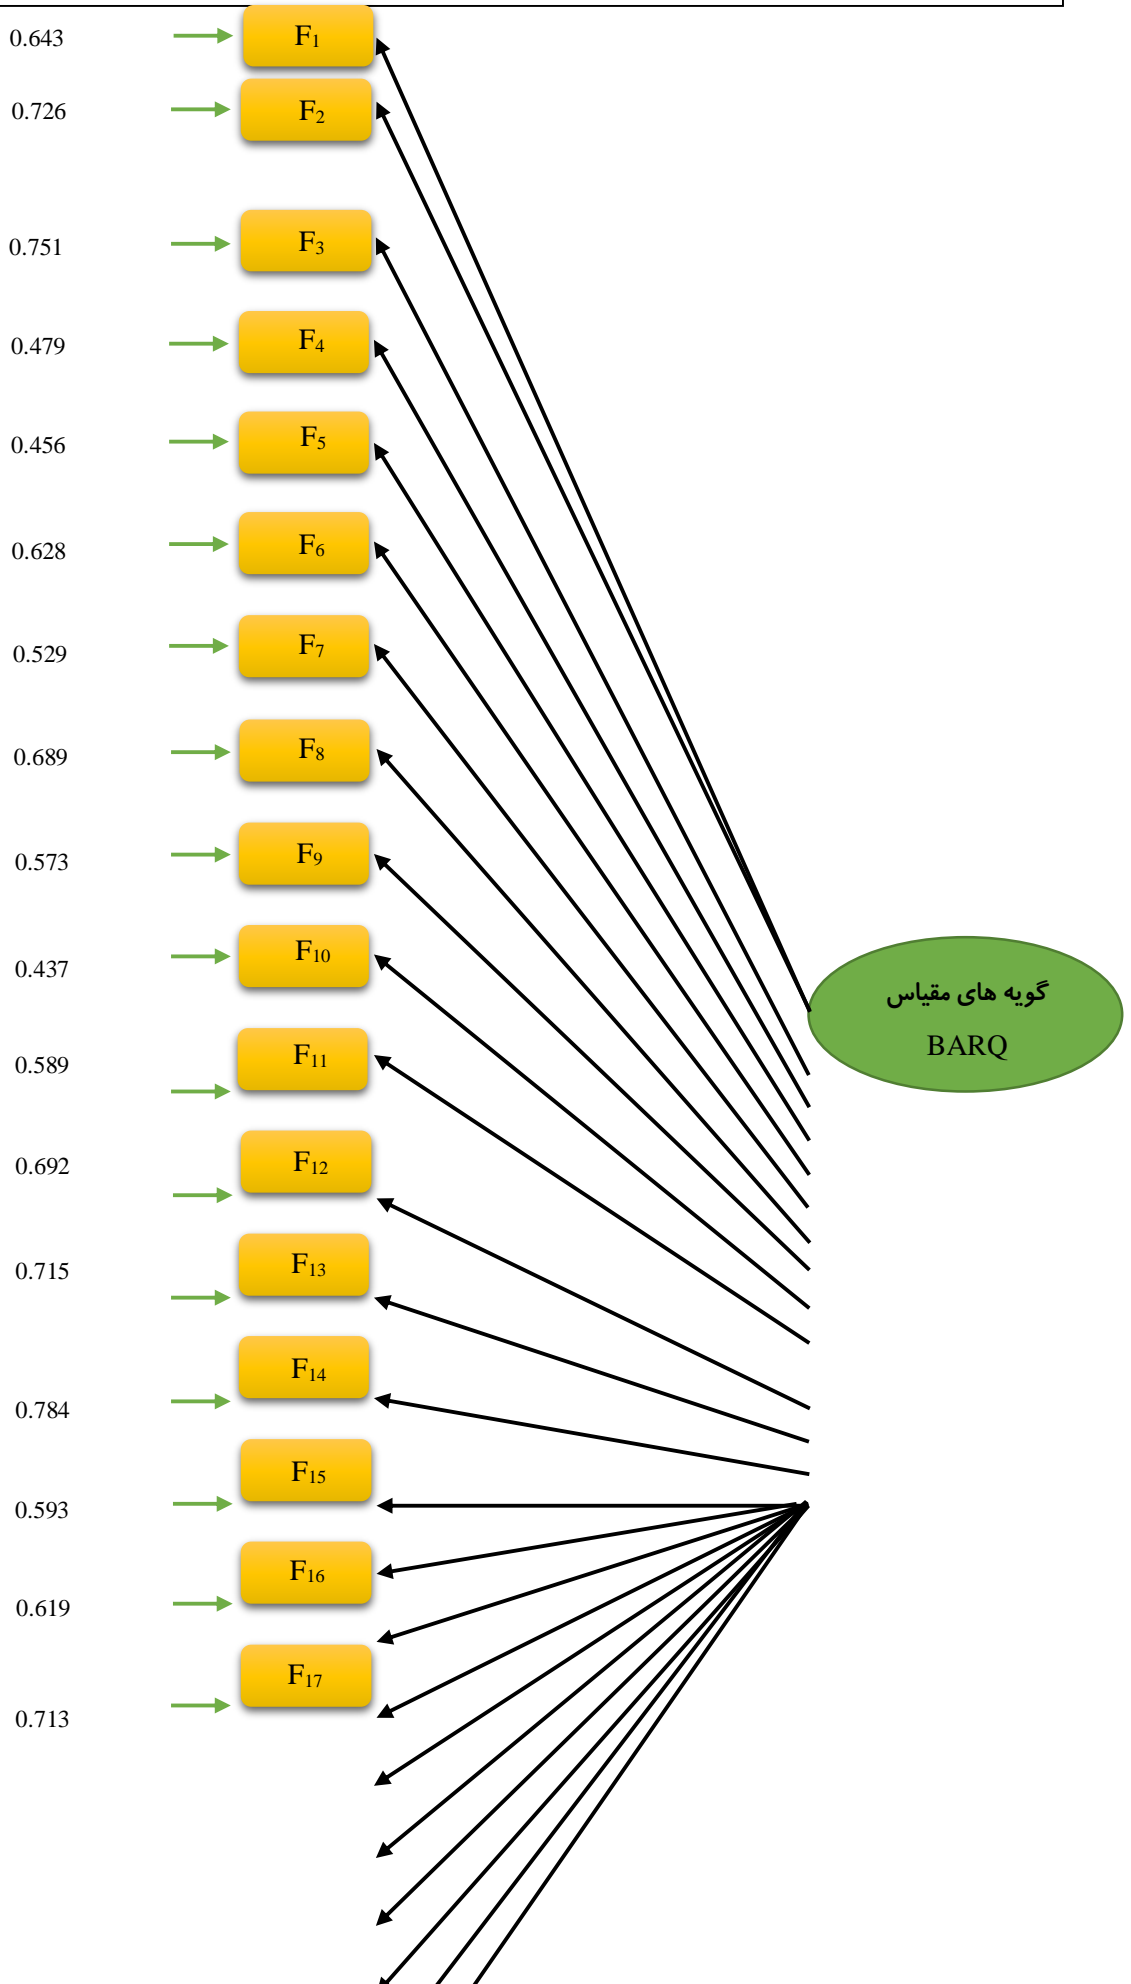 0.643 F₁
0.726 F₂
0.751 F₃
0.479 F₄
0.456 F₅
0.628 F₆
0.529 F₇
0.689 F₈
0.573 F₉
0.437 F₁₀
گویه های مقیاس
BARQ
0.589 F₁₁
0.692 F₁₂
0.715 F₁₃
0.784 F₁₄
0.593 F₁₅
0.619 F₁₆
0.713 F₁₇